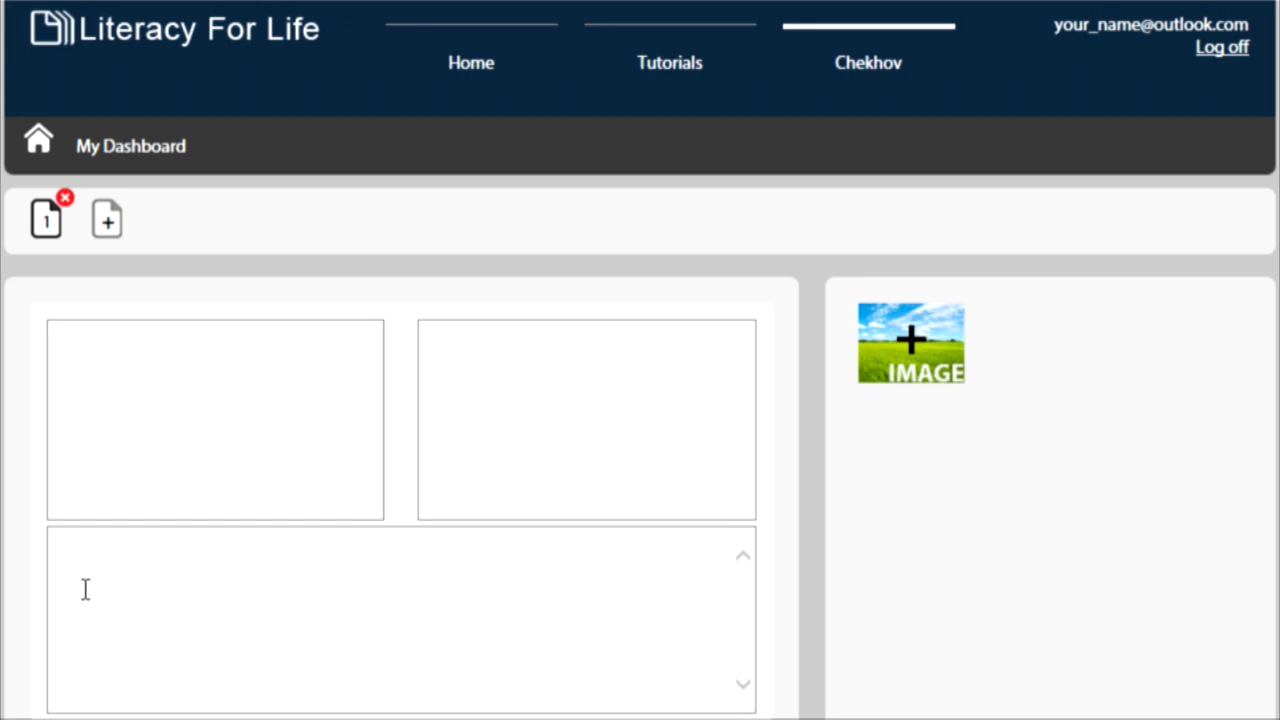 Literacy For Life
Home
Tutorials
Chekhov
your_name@outlook.com
Log off
My Dashboard
1
+
+
IMAGE